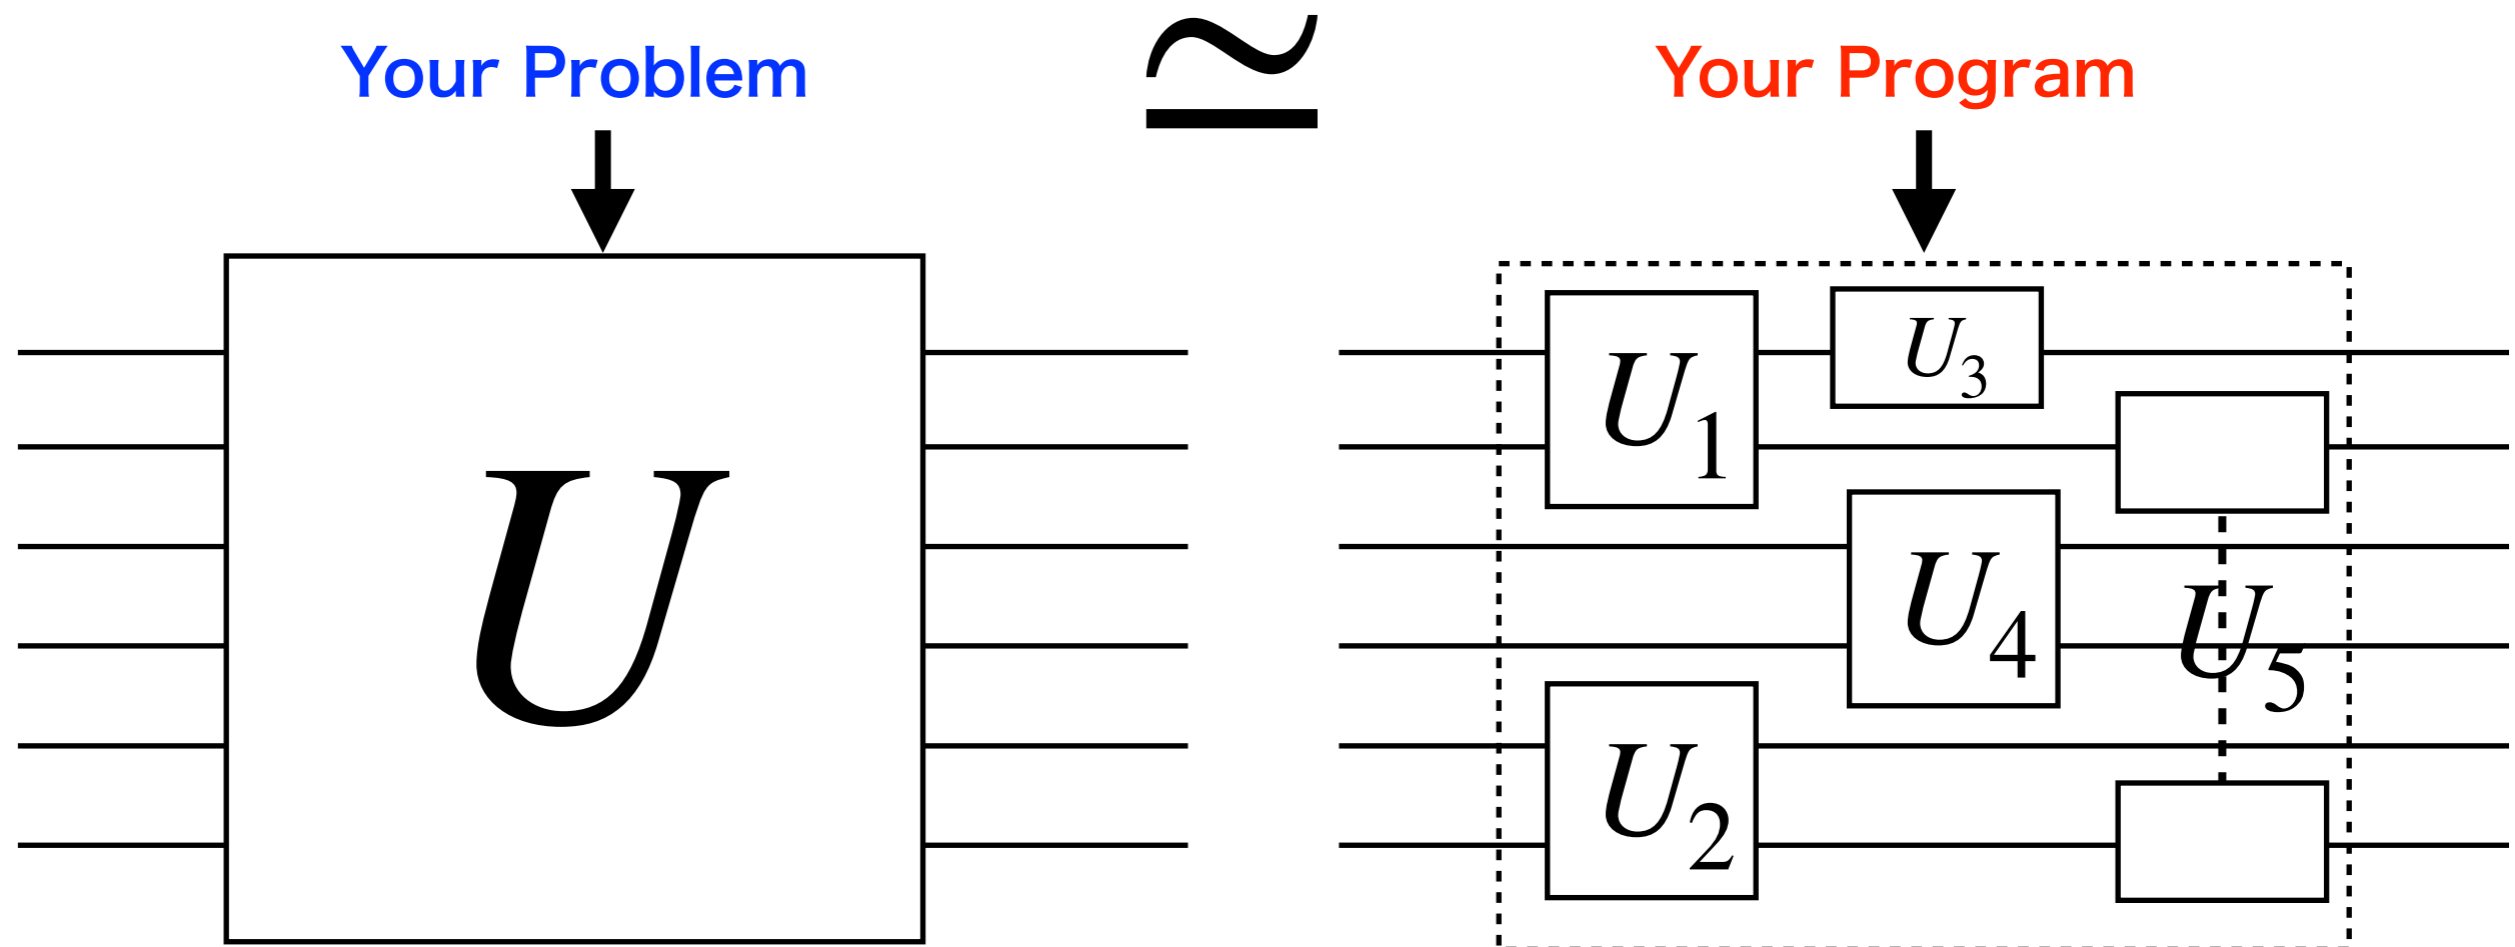 Your Problem
≃
Your Program
U
U₁
U₃
U₄
U₅
U₂